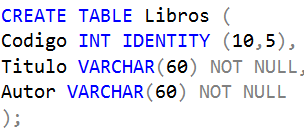 CREATE TABLE Libros (
Codigo INT IDENTITY (10,5),
Titulo VARCHAR(60) NOT NULL,
Autor VARCHAR(60) NOT NULL
);